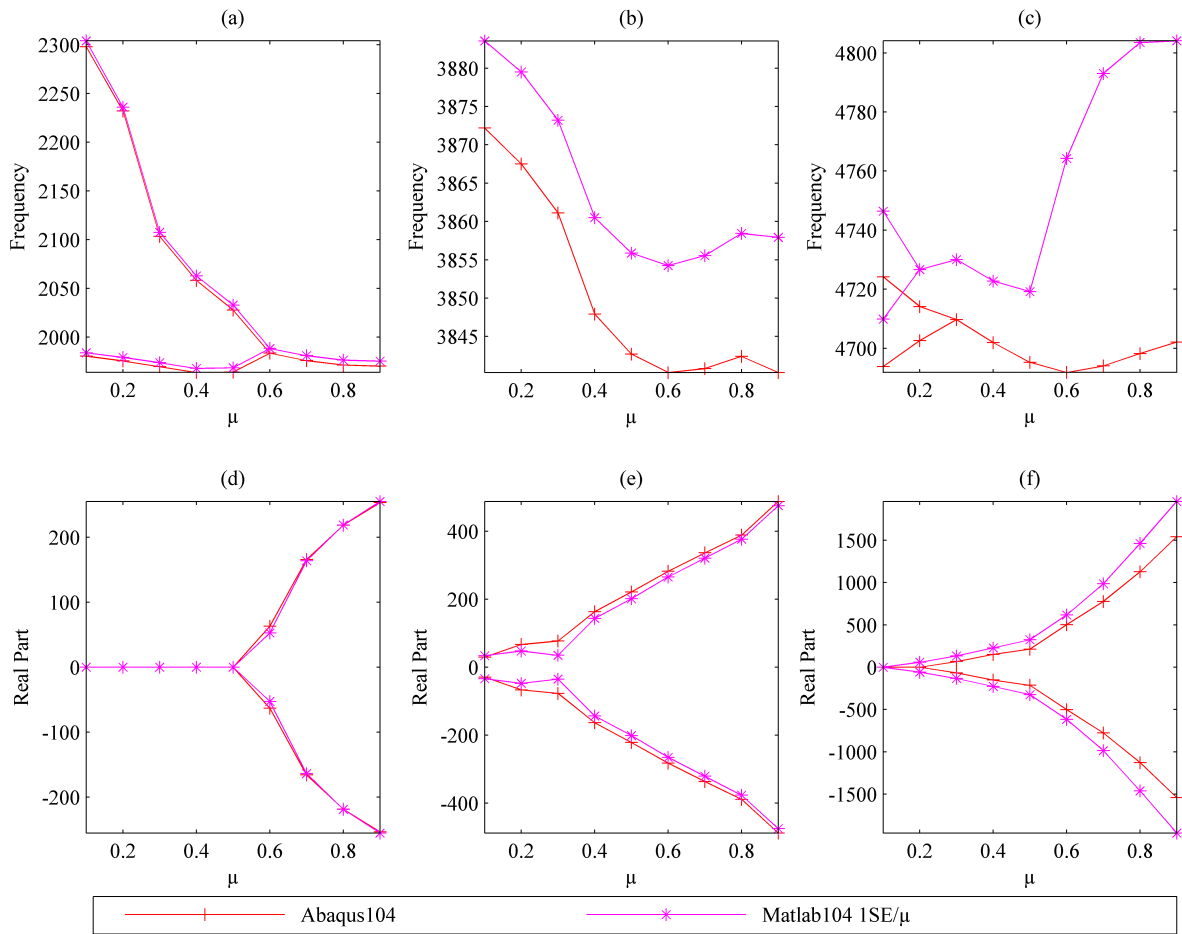 (a)
Frequency
2300
2250
2200
2150
2100
2050
2000
0.2 0.4 0.6 0.8
μ
(b)
Frequency
3880
3875
3870
3865
3860
3855
3850
3845
0.2 0.4 0.6 0.8
μ
(c)
Frequency
4800
4780
4760
4740
4720
4700
0.2 0.4 0.6 0.8
μ
(d)
Real Part
200
100
0
-100
-200
0.2 0.4 0.6 0.8
μ
(e)
Real Part
400
200
0
-200
-400
0.2 0.4 0.6 0.8
μ
(f)
Real Part
1500
1000
500
0
-500
-1000
-1500
0.2 0.4 0.6 0.8
μ
Abaqus104
Matlab104 1SE/μ